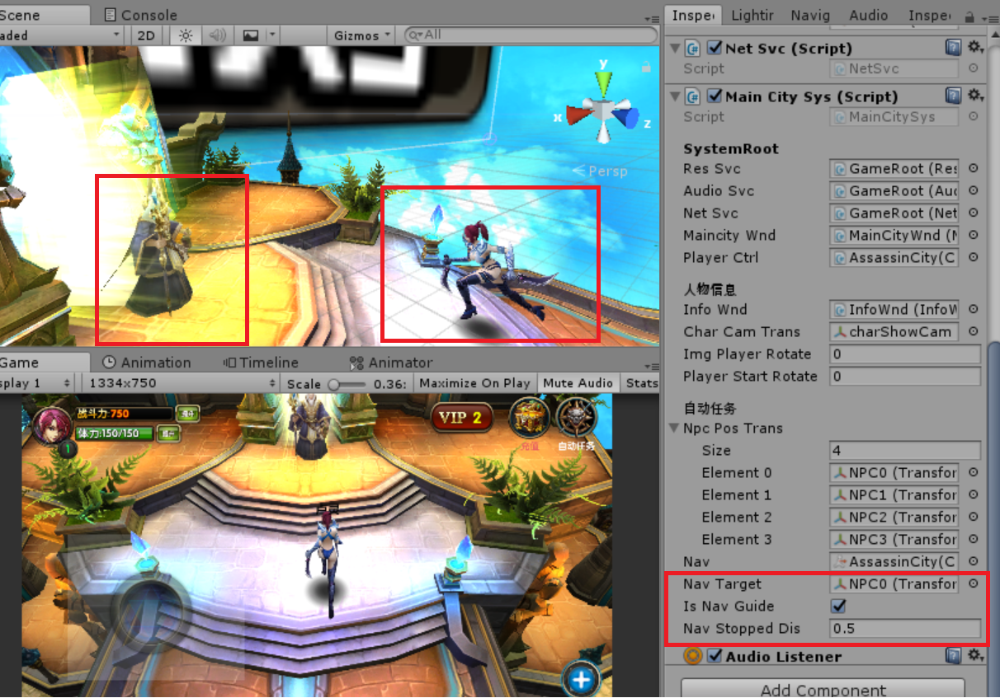 Scene
Console
aded
2D
Gizmos
All
y
x
z
Persp
Game
Animation
Timeline
Animator
splay 1
1334x750
Scale
0.36:
Maximize On Play
Mute Audio
Stats
战斗力:750
体力:150/150
1
VIP 2
充值
自动任务
Inspe
Lightir
Navig
Audio
Inspe
Net Svc (Script)
Script
NetSvc
Main City Sys (Script)
Script
MainCitySys
SystemRoot
Res Svc
GameRoot (Res
Audio Svc
GameRoot (Auc
Net Svc
GameRoot (Net
Maincity Wnd
MainCityWnd (M
Player Ctrl
AssassinCity(C
人物信息
Info Wnd
InfoWnd (InfoW
Char Cam Trans
charShowCam
Img Player Rotate
0
Player Start Rotate
0
自动任务
Npc Pos Trans
Size
4
Element 0
NPC0 (Transfor
Element 1
NPC1 (Transfor
Element 2
NPC2 (Transfor
Element 3
NPC3 (Transfor
Nav
AssassinCity(C
Nav Target
NPC0 (Transfor
Is Nav Guide
Nav Stopped Dis
0.5
Audio Listener
Add Component